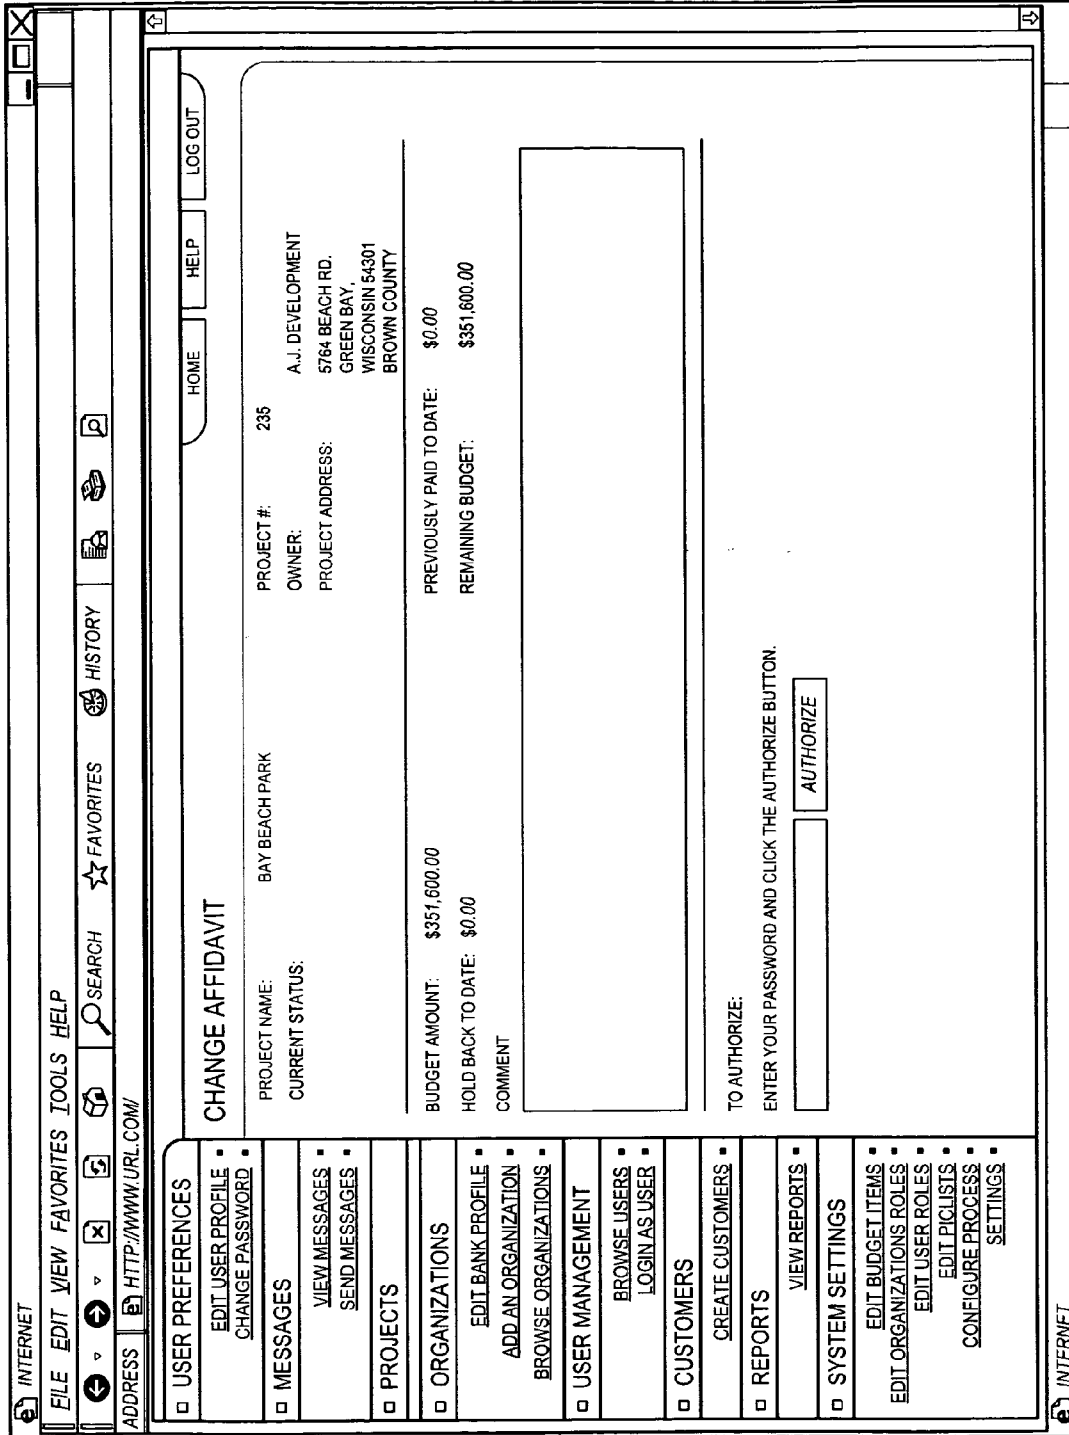 INTERNET
FILE EDIT VIEW FAVORITES TOOLS HELP
SEARCH FAVORITES HISTORY
ADDRESS HTTP://WWW.URL.COM/
HOME HELP LOG OUT
USER PREFERENCES
EDIT USER PROFILE
CHANGE PASSWORD
MESSAGES
VIEW MESSAGES
SEND MESSAGES
PROJECTS
ORGANIZATIONS
EDIT BANK PROFILE
ADD AN ORGANIZATION
BROWSE ORGANIZATIONS
USER MANAGEMENT
BROWSE USERS
LOGIN AS USER
CUSTOMERS
CREATE CUSTOMERS
REPORTS
VIEW REPORTS
SYSTEM SETTINGS
EDIT BUDGET ITEMS
EDIT ORGANIZATIONS ROLES
EDIT USER ROLES
EDIT PICLISTS
CONFIGURE PROCESS
SETTINGS
CHANGE AFFIDAVIT
PROJECT NAME: BAY BEACH PARK PROJECT #: 235
CURRENT STATUS: OWNER: A.J. DEVELOPMENT
PROJECT ADDRESS: 5764 BEACH RD.
GREEN BAY,
WISCONSIN 54301
BROWN COUNTY
BUDGET AMOUNT: $351,600.00 PREVIOUSLY PAID TO DATE: $0.00
HOLD BACK TO DATE: $0.00 REMAINING BUDGET: $351,600.00
COMMENT
TO AUTHORIZE:
ENTER YOUR PASSWORD AND CLICK THE AUTHORIZE BUTTON.
AUTHORIZE
INTERNET